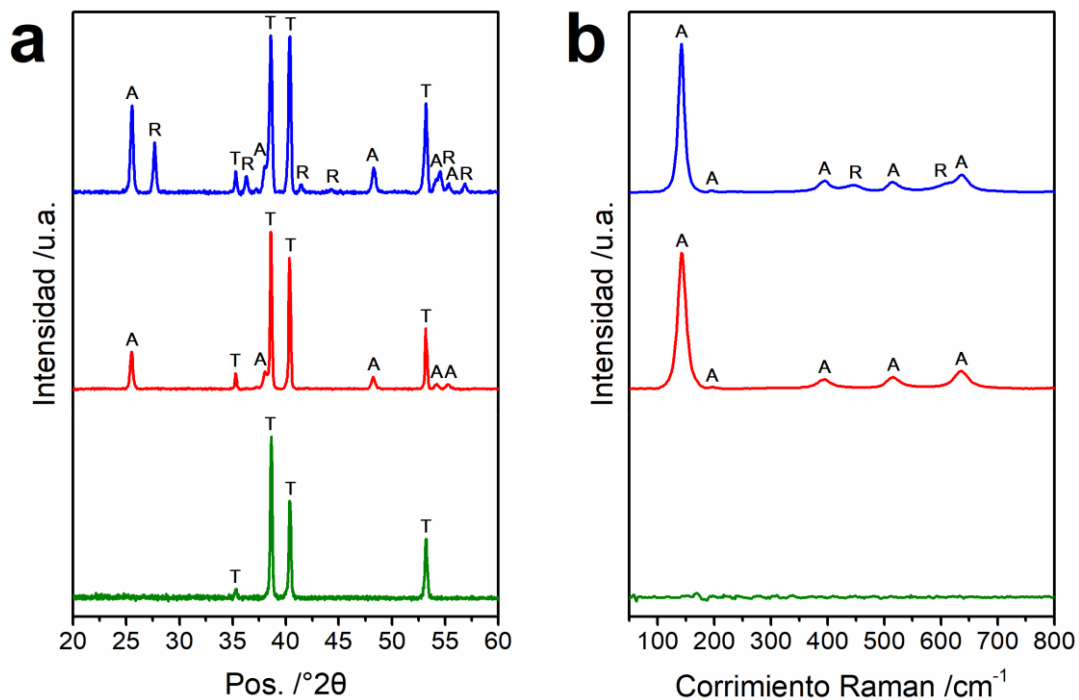 a
Intensidad /u.a.
A
R
T
R
A
T
T
R
R
A
T
A
R
A
R
A
T
A
T
T
A
T
A
A
T
T
T
T
20 25 30 35 40 45 50 55 60
Pos. /°2θ
b
Intensidad /u.a.
A
A
A
R
A
R
A
A
A
A
A
A
100 200 300 400 500 600 700 800
Corrimiento Raman /cm-1